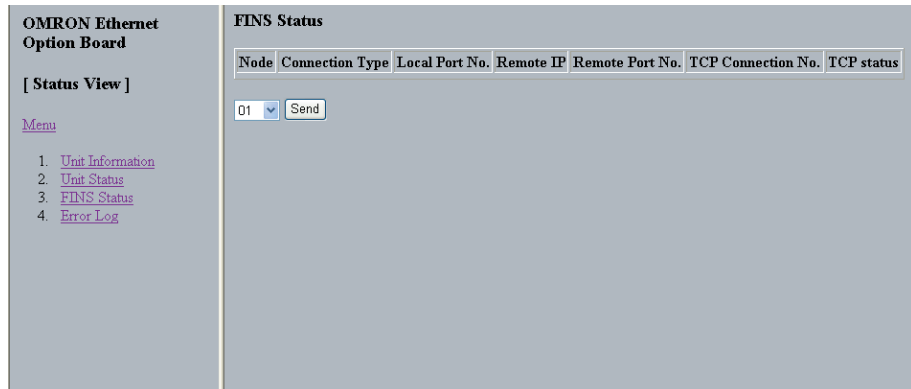 OMRON Ethernet
Option Board
[ Status View ]
Menu
1. Unit Information
2. Unit Status
3. FINS Status
4. Error Log
FINS Status
Node Connection Type Local Port No. Remote IP Remote Port No. TCP Connection No. TCP status
01 Send